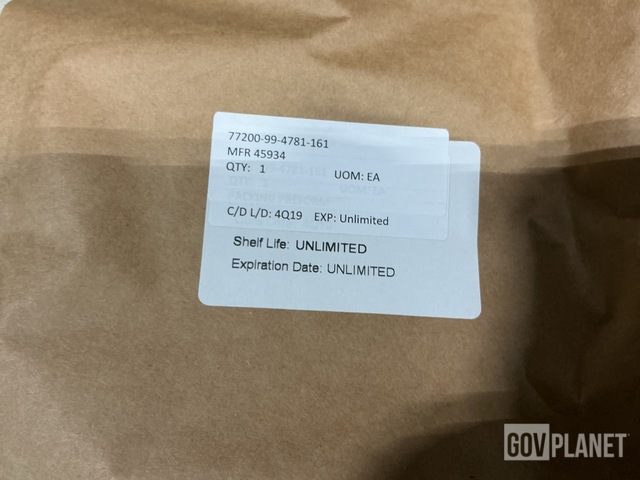 77200-99-4781-161
MFR 45934
QTY: 1 UOM: EA
C/D L/D: 4Q19 EXP: Unlimited
Shelf Life: UNLIMITED
Expiration Date: UNLIMITED
GOVPLANET